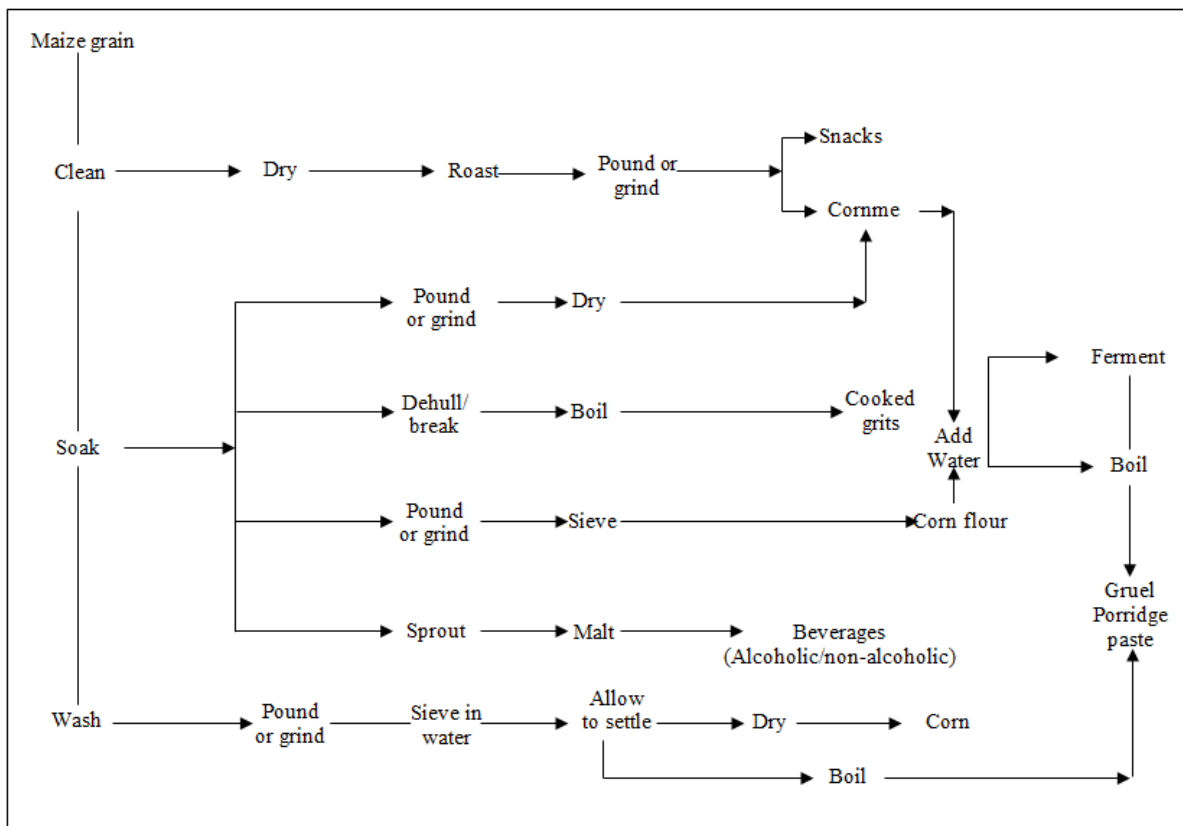 Maize grain
Snacks
Clean
Dry
Roast
Pound or
grind
Cornme
Pound
or grind
Dry
Ferment
Dehull/
break
Boil
Cooked
grits
Soak
Add
Water
Boil
Pound
or grind
Sieve
Corn flour
Gruel
Porridge
paste
Sprout
Malt
Beverages
(Alcoholic/non-alcoholic)
Wash
Pound
or grind
Sieve in
water
Allow
to settle
Dry
Corn
Boil